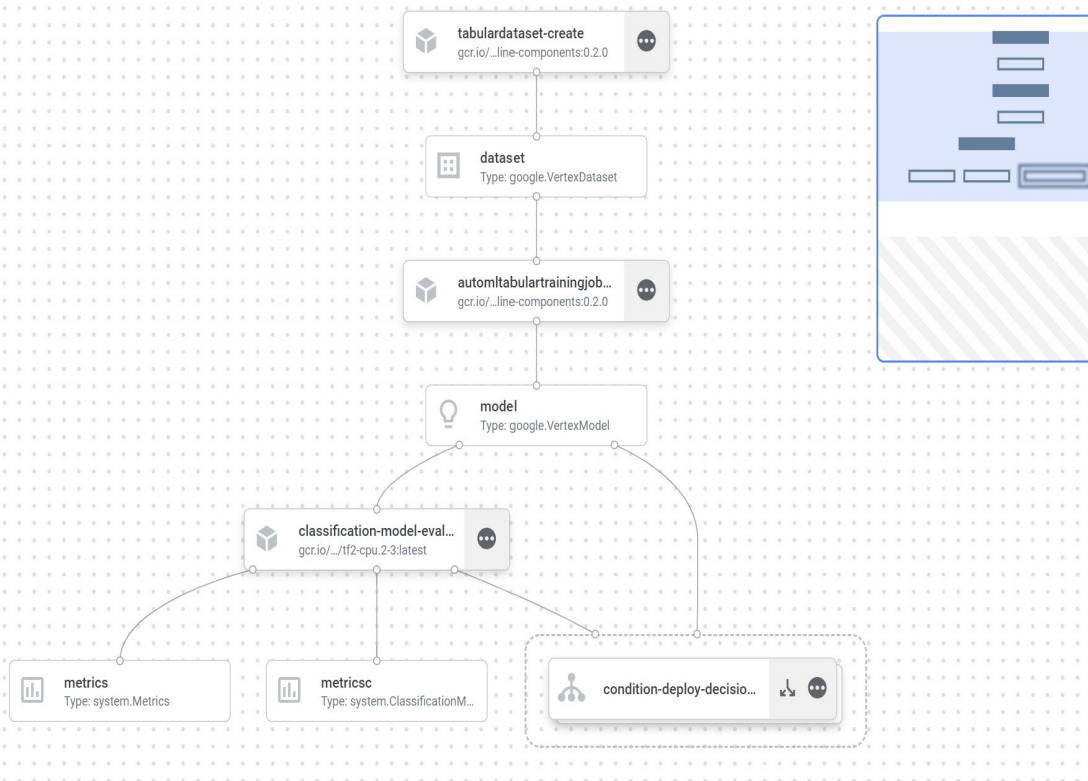 tabulardataset-create
gcr.io/...line-components:0.2.0
dataset
Type: google.VertexDataset
automltabulartrainingjob...
gcr.io/...line-components:0.2.0
model
Type: google.VertexModel
classification-model-eval...
gcr.io/.../tf2-cpu.2-3:latest
metrics
Type: system.Metrics
metricsc
Type: system.ClassificationM...
condition-deploy-decisio...